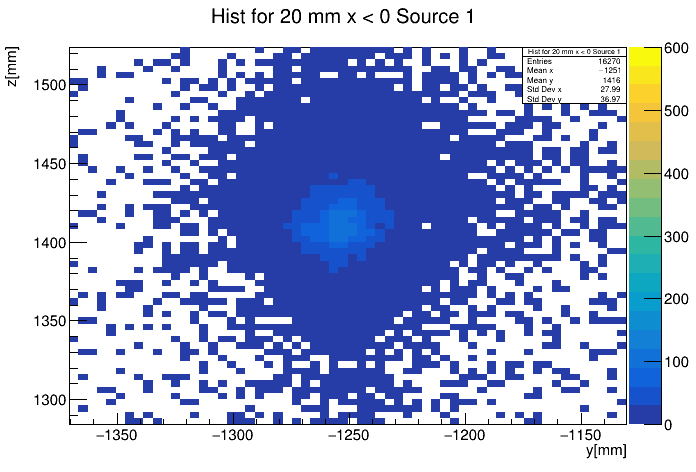 Hist for 20 mm x < 0 Source 1
z[mm]
Hist for 20 mm x < 0 Source 1
Entries 16270
Mean x −1251
Mean y 1416
Std Dev x 27.99
Std Dev y 36.97
1500
1450
1400
1350
1300
−1350 −1300 −1250 −1200 −1150
y[mm]
600
500
400
300
200
100
0